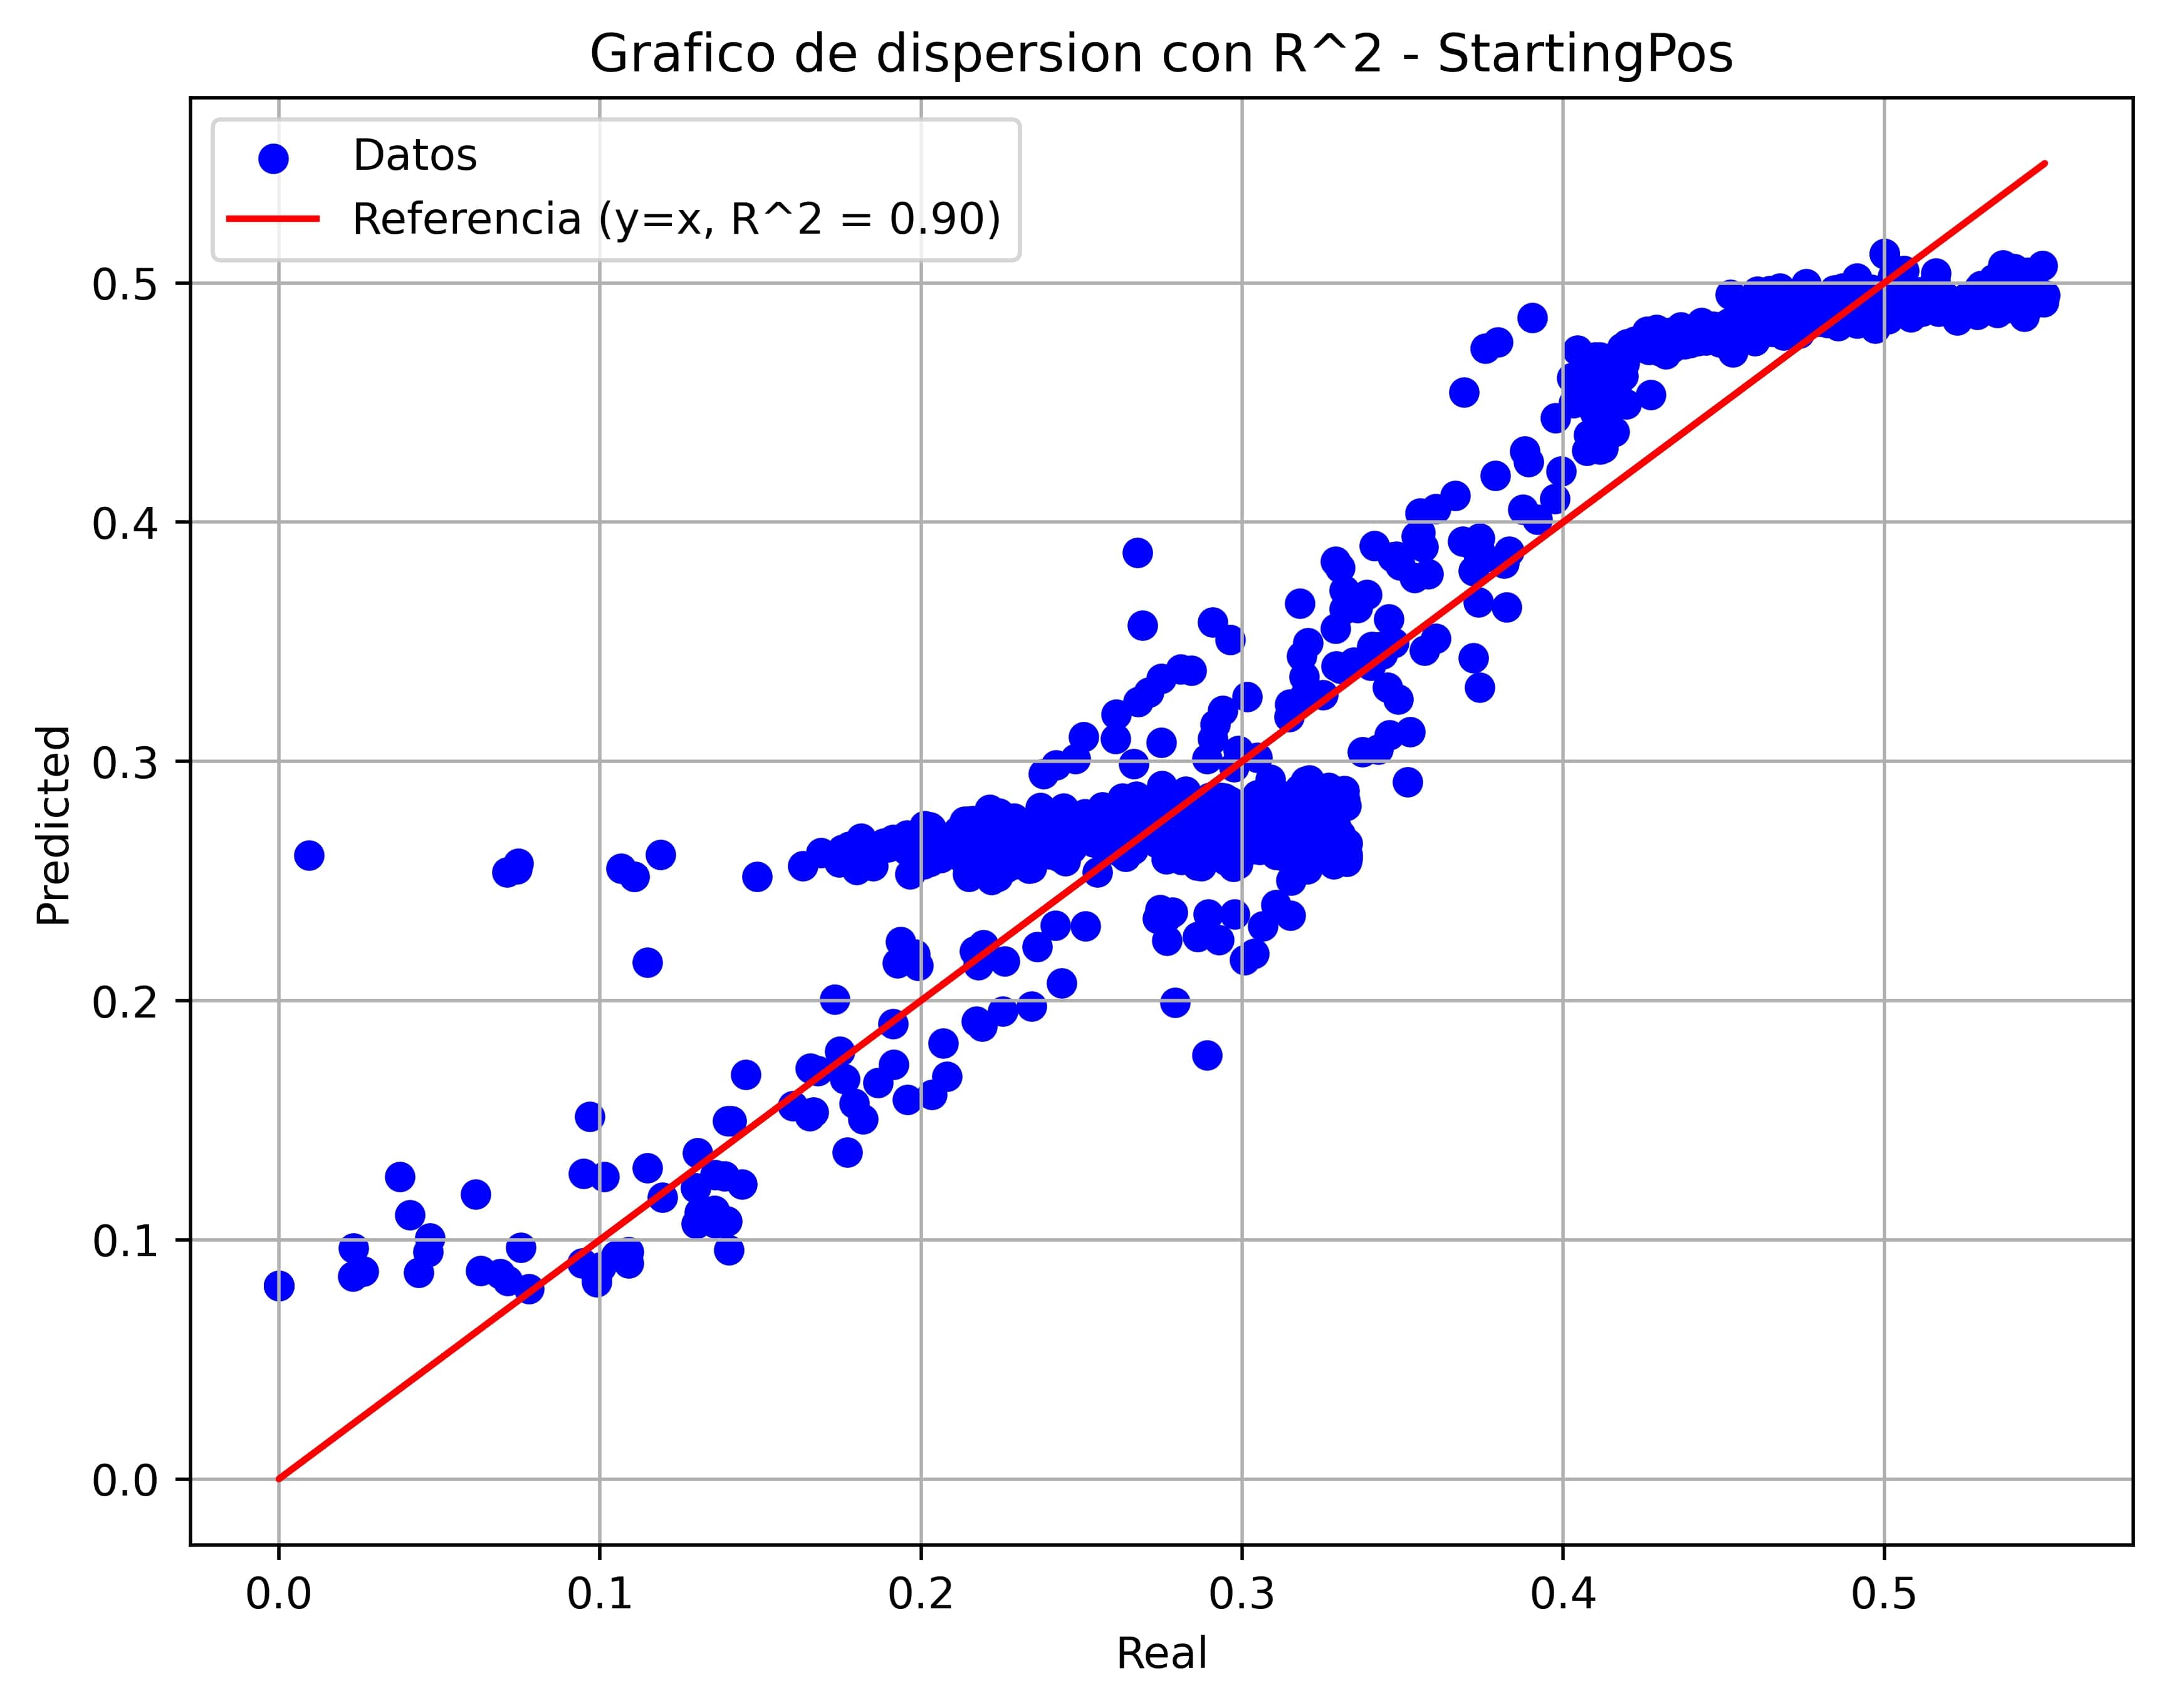 Grafico de dispersion con R^2 - StartingPos
Datos
Referencia (y=x, R^2 = 0.90)
0.5
0.4
0.3
0.2
0.1
0.0
Predicted
0.0 0.1 0.2 0.3 0.4 0.5
Real